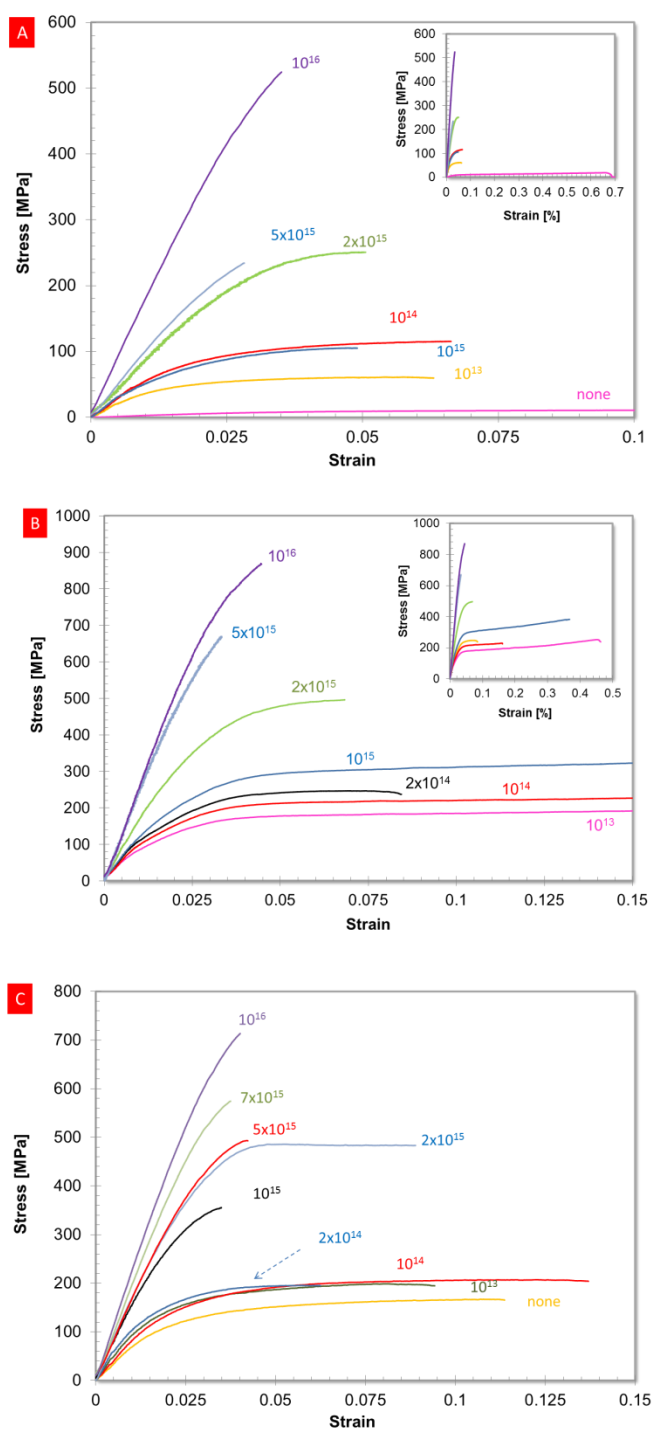 A
600
500
400
300
200
100
0
Stress [MPa]
0
0.025
0.05
0.075
0.1
Strain
10¹⁶
5x10¹⁵
2x10¹⁵
10¹⁴
10¹⁵
10¹³
none
600
500
400
300
200
100
0
Stress [MPa]
0 0.1 0.2 0.3 0.4 0.5 0.6 0.7
Strain [%]
B
1000
900
800
700
600
500
400
300
200
100
0
Stress [MPa]
0 0.025 0.05 0.075 0.1 0.125 0.15
Strain
10¹⁶
5x10¹⁵
2x10¹⁵
10¹⁵
2x10¹⁴
10¹⁴
10¹³
1000
800
600
400
200
0
Stress [MPa]
0 0.1 0.2 0.3 0.4 0.5
Strain [%]
C
800
700
600
500
400
300
200
100
0
Stress [MPa]
0 0.025 0.05 0.075 0.1 0.125 0.15
Strain
10¹⁶
7x10¹⁵
5x10¹⁵
2x10¹⁵
10¹⁵
2x10¹⁴
10¹⁴
10¹³
none